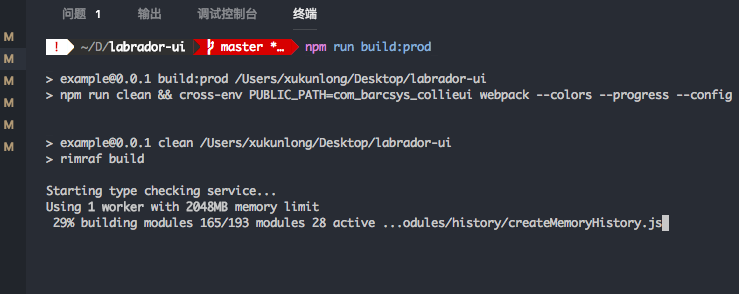 问题 1 输出 调试控制台 终端
M ! ~/D/labrador-ui master *… npm run build:prod
M
M > example@0.0.1 build:prod /Users/xukunlong/Desktop/labrador-ui
M > npm run clean && cross-env PUBLIC_PATH=com_barcsys_collieui webpack --colors --progress --config
M
M > example@0.0.1 clean /Users/xukunlong/Desktop/labrador-ui
> rimraf build
Starting type checking service...
Using 1 worker with 2048MB memory limit
29% building modules 165/193 modules 28 active ...odules/history/createMemoryHistory.js